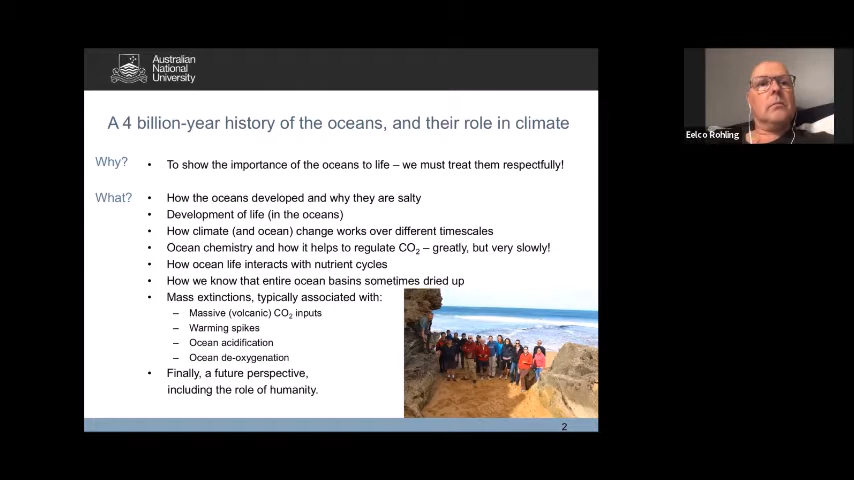 Australian
National
University
A 4 billion-year history of the oceans, and their role in climate
Why?
• To show the importance of the oceans to life – we must treat them respectfully!
What?
• How the oceans developed and why they are salty
• Development of life (in the oceans)
• How climate (and ocean) change works over different timescales
• Ocean chemistry and how it helps to regulate CO₂ – greatly, but very slowly!
• How ocean life interacts with nutrient cycles
• How we know that entire ocean basins sometimes dried up
• Mass extinctions, typically associated with:
– Massive (volcanic) CO₂ inputs
– Warming spikes
– Ocean acidification
– Ocean de-oxygenation
• Finally, a future perspective,
including the role of humanity.
2
Eelco Rohling